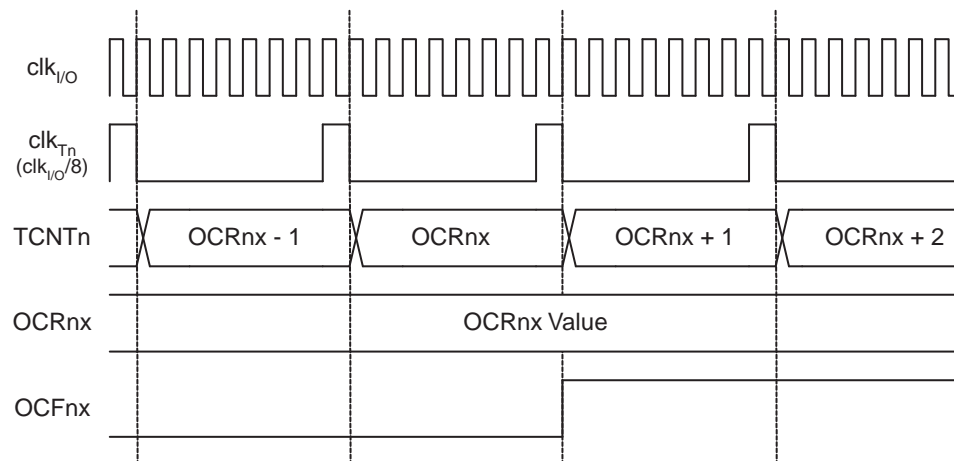 clkI/O
clkTn
(clkI/O/8)
TCNTn OCRnx - 1 OCRnx OCRnx + 1 OCRnx + 2
OCRnx OCRnx Value
OCFnx